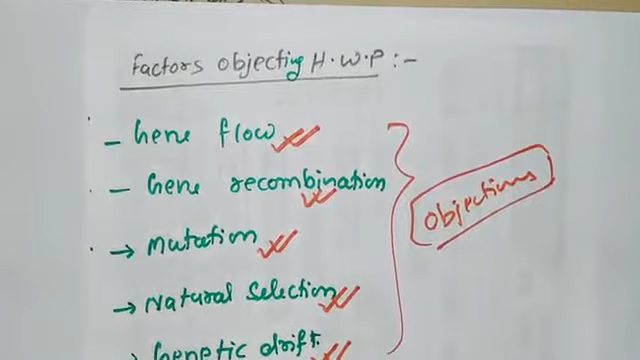 Factors objecting H.W.P :-
- Gene flow
- Gene recombination
→ Mutation
→ Natural Selection
→ Genetic drift
Objections